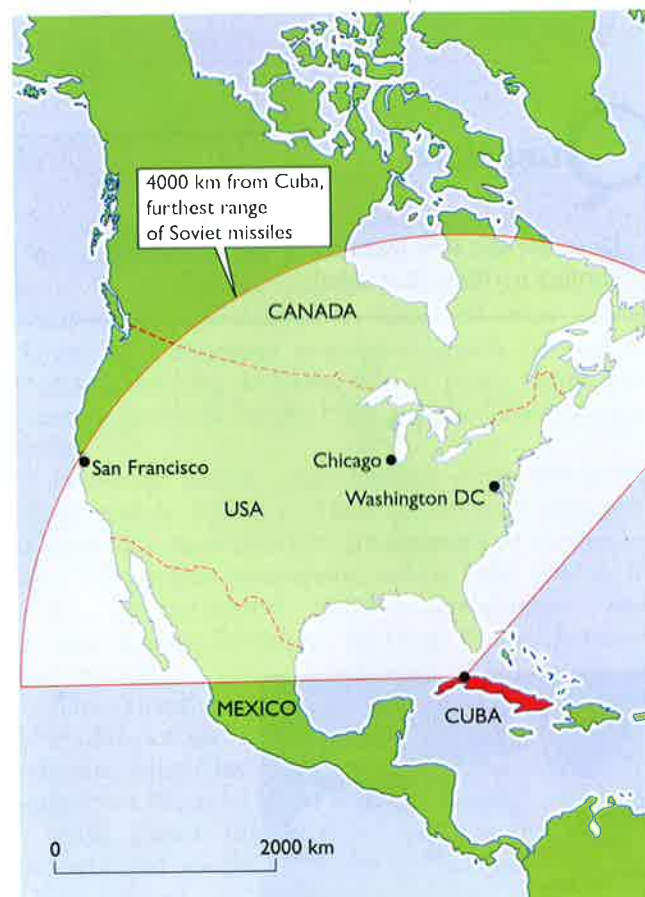 4000 km from Cuba,
furthest range
of Soviet missiles
CANADA
San Francisco
Chicago
Washington DC
USA
MEXICO
CUBA
0
2000 km